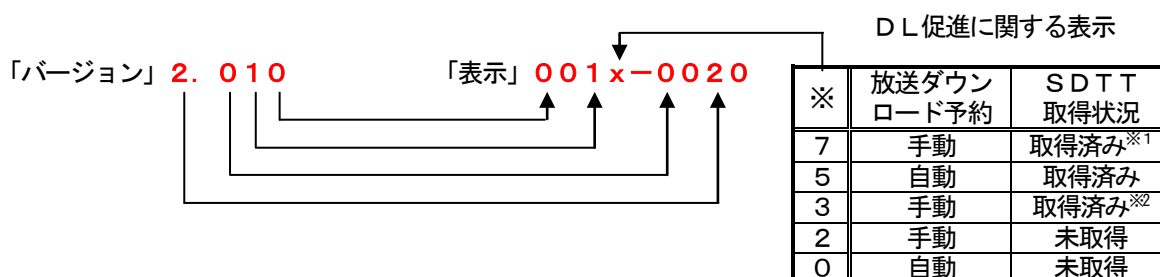 DL促進に関する表示
「バージョン」2.010 「表示」001x-0020
※ 放送ダウンロード予約 SDTT取得状況
7 手動 取得済み※1
5 自動 取得済み
3 手動 取得済み※2
2 手動 未取得
0 自動 未取得